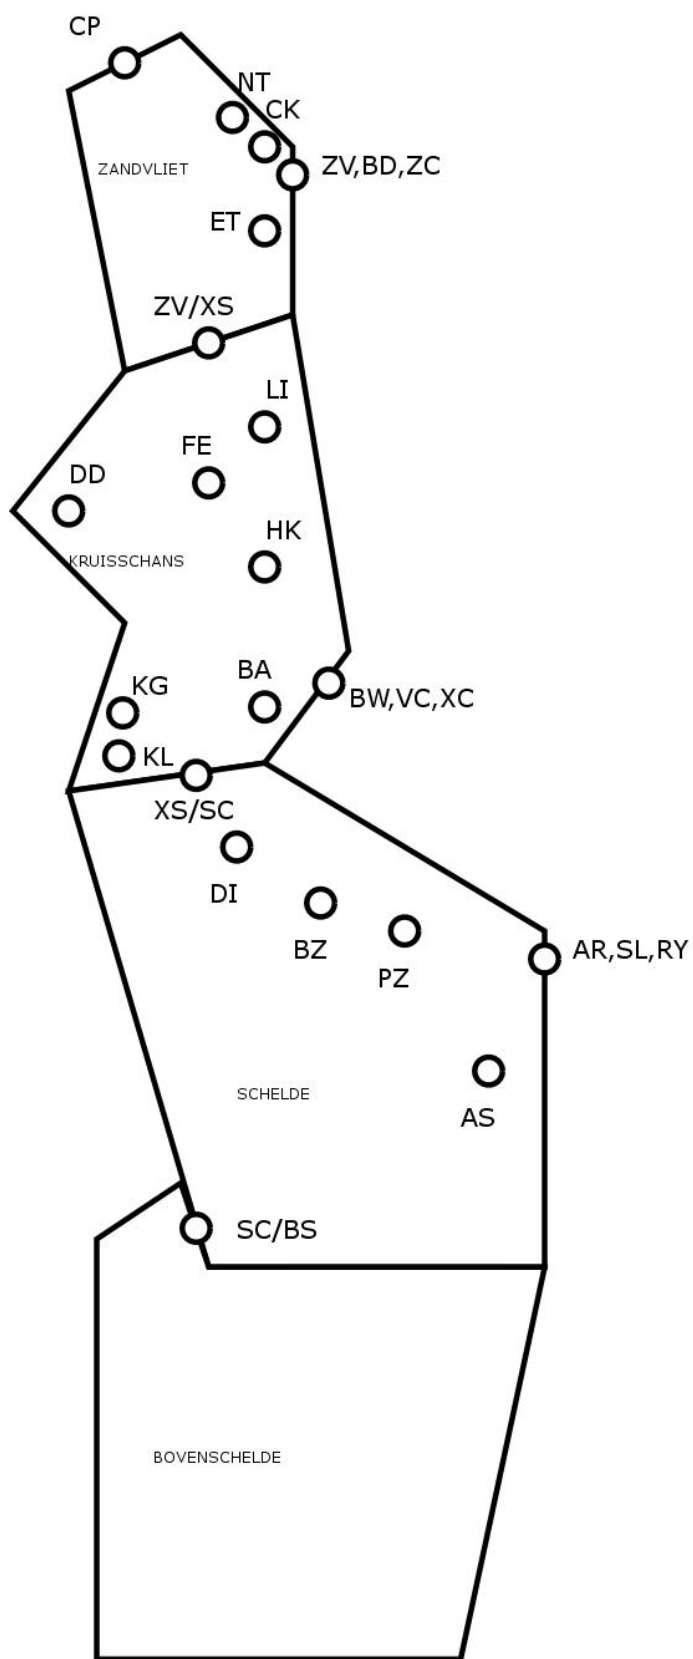 CP
NT
CK
ZANDVLIET
ZV,BD,ZC
ET
ZV/XS
LI
FE
DD
HK
KRUISSCHANS
BA
KG
BW,VC,XC
KL
XS/SC
DI
BZ
AR,SL,RY
PZ
SCHELDE
AS
SC/BS
BOVENSCHELDE